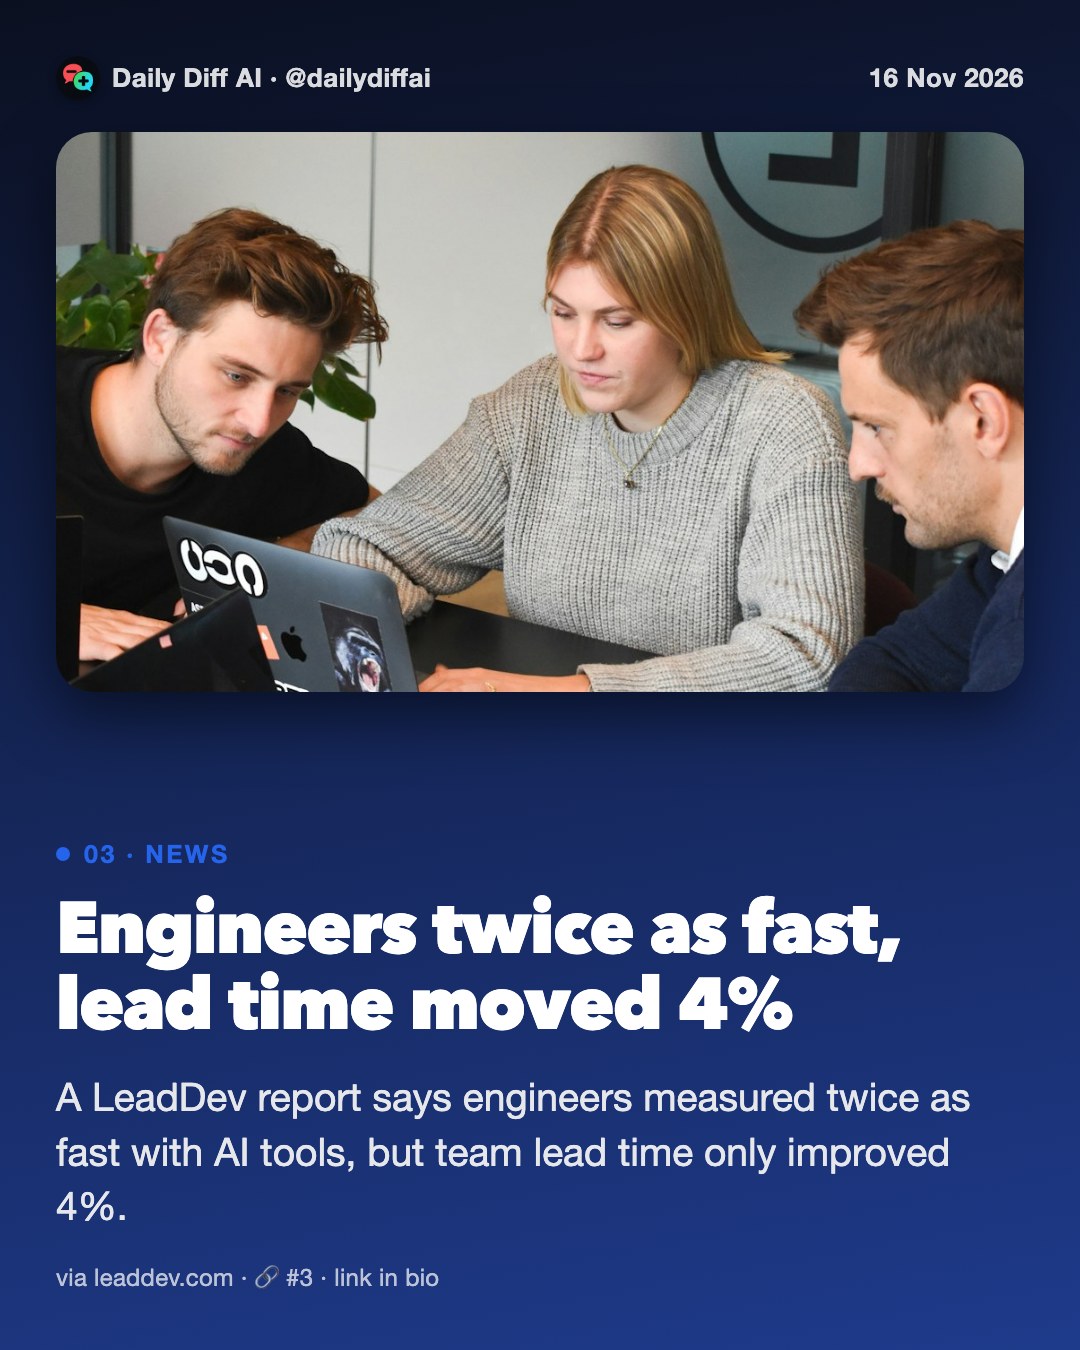 Daily Diff AI · @dailydiffai
16 Nov 2026
03 · NEWS
Engineers twice as fast,
lead time moved 4%
A LeadDev report says engineers measured twice as
fast with AI tools, but team lead time only improved
4%.
via leaddev.com · 🔗 #3 · link in bio